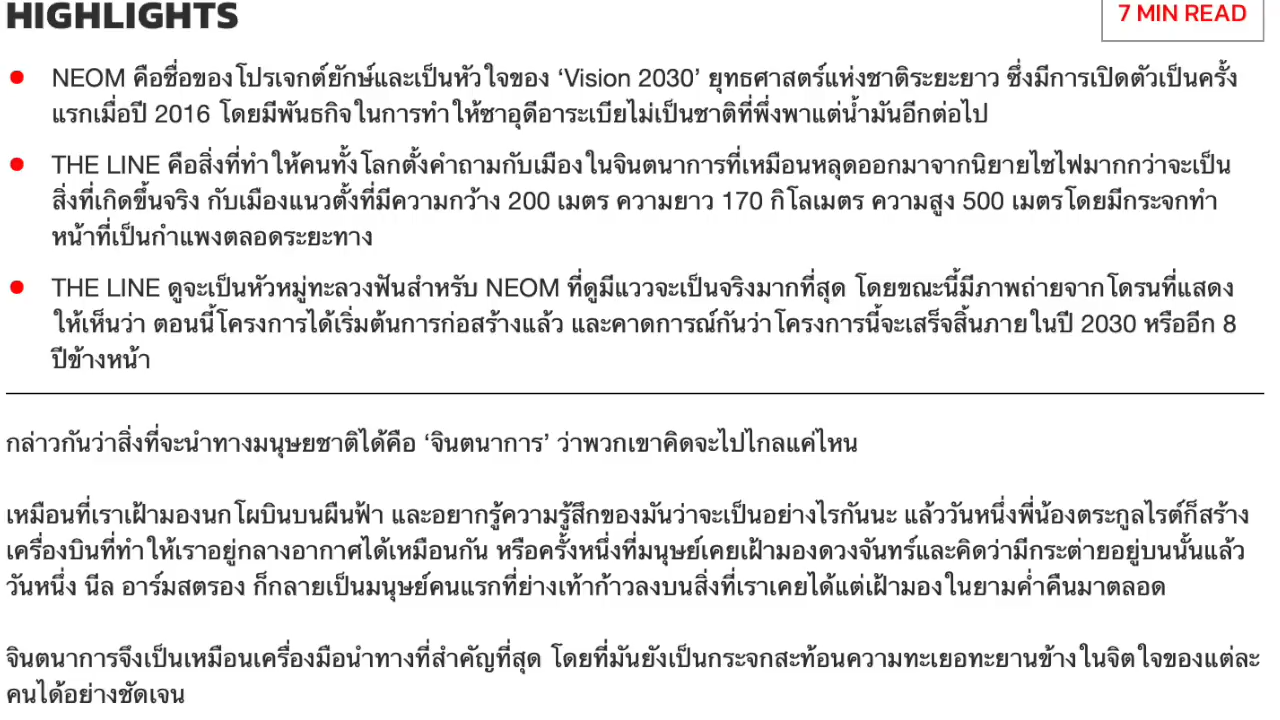 HIGHLIGHTS
7 MIN READ
NEOM คือชื่อของโปรเจกต์ยักษ์และเป็นหัวใจของ ‘Vision 2030’ ยุทธศาสตร์แห่งชาติระยะยาว ซึ่งมีการเปิดตัวเป็นครั้ง
แรกเมื่อปี 2016 โดยมีพันธกิจในการทำให้ซาอุดีอาระเบียไม่เป็นชาติที่พึ่งพาแต่น้ำมันอีกต่อไป
THE LINE คือสิ่งที่ทำให้คนทั้งโลกตั้งคำถามกับเมืองในจินตนาการที่เหมือนหลุดออกมาจากนิยายไซไฟมากกว่าจะเป็น
สิ่งที่เกิดขึ้นจริง กับเมืองแนวตั้งที่มีความกว้าง 200 เมตร ความยาว 170 กิโลเมตร ความสูง 500 เมตรโดยมีกระจกทำ
หน้าที่เป็นกำแพงตลอดระยะทาง
THE LINE ดูจะเป็นหัวหมู่ทะลวงฟันสำหรับ NEOM ที่ดูมีแววจะเป็นจริงมากที่สุด โดยขณะนี้มีภาพถ่ายจากโดรนที่แสดง
ให้เห็นว่า ตอนนี้โครงการได้เริ่มต้นการก่อสร้างแล้ว และคาดการณ์กันว่าโครงการนี้จะเสร็จสิ้นภายในปี 2030 หรืออีก 8
ปีข้างหน้า
กล่าวกันว่าสิ่งที่จะนำทางมนุษยชาติได้คือ ‘จินตนาการ’ ว่าพวกเขาคิดจะไปไกลแค่ไหน
เหมือนที่เราเฝ้ามองนกโผบินบนผืนฟ้า และอยากรู้ความรู้สึกของมันว่าจะเป็นอย่างไรกันนะ แล้ววันหนึ่งพี่น้องตระกูลไรต์ก็สร้าง
เครื่องบินที่ทำให้เราอยู่กลางอากาศได้เหมือนกัน หรือครั้งหนึ่งที่มนุษย์เคยเฝ้ามองดวงจันทร์และคิดว่ามีกระต่ายอยู่บนนั้นแล้ว
วันหนึ่ง นีล อาร์มสตรอง ก็กลายเป็นมนุษย์คนแรกที่ย่างเท้าก้าวลงบนสิ่งที่เราเคยได้แต่เฝ้ามองในยามค่ำคืนมาตลอด
จินตนาการจึงเป็นเหมือนเครื่องมือนำทางที่สำคัญที่สุด โดยที่มันยังเป็นกระจกสะท้อนความทะเยอทะยานข้างในจิตใจของแต่ละ
คนได้อย่างชัดเจน